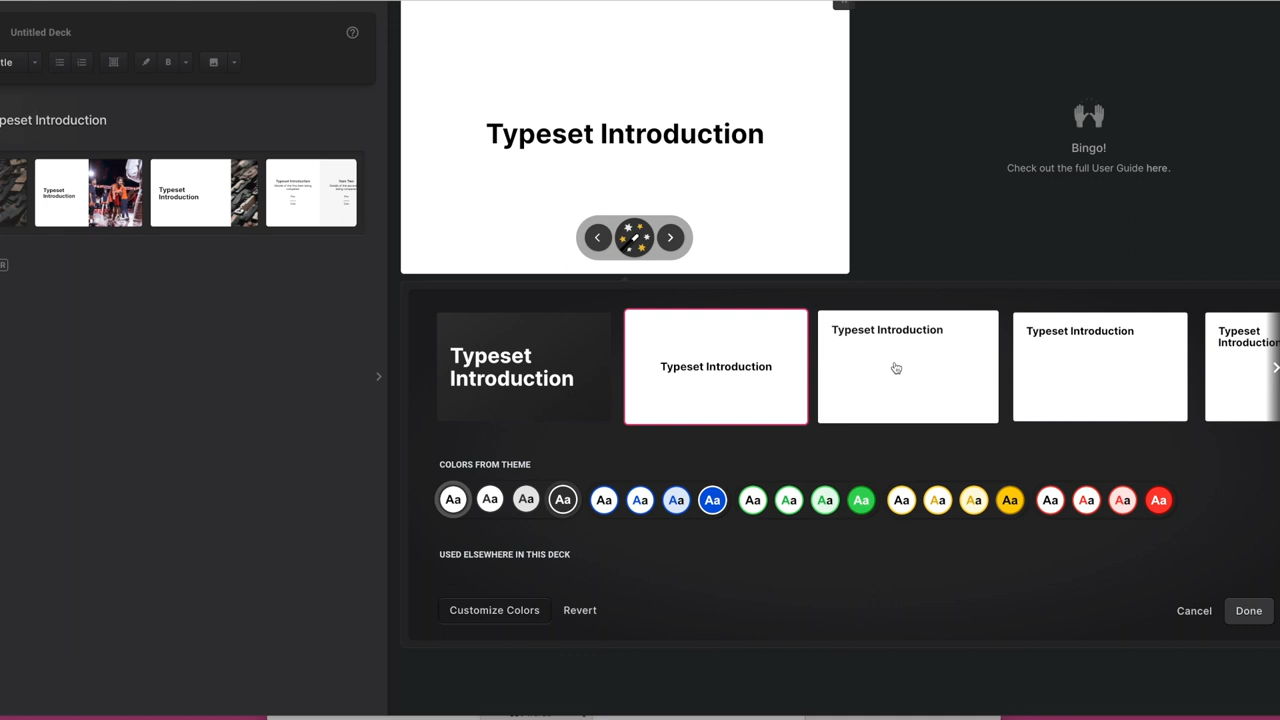 Untitled Deck
tle
B
peset Introduction
Typeset
Introduction
Typeset
Introduction
Typeset Introduction
R
Typeset Introduction
Bingo!
Check out the full User Guide here.
Typeset
Introduction
Typeset Introduction
Typeset Introduction
Typeset Introduction
Typeset
Introduction
COLORS FROM THEME
Aa Aa Aa Aa Aa Aa Aa Aa Aa Aa Aa Aa Aa Aa Aa Aa Aa Aa Aa Aa
USED ELSEWHERE IN THIS DECK
Customize Colors
Revert
Cancel
Done